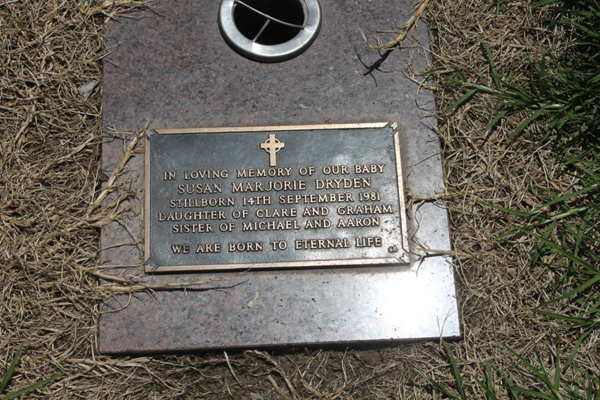 IN LOVING MEMORY OF OUR BABY
SUSAN MARJORIE DRYDEN
STILLBORN 14TH SEPTEMBER 1981
DAUGHTER OF CLARE AND GRAHAM
SISTER OF MICHAEL AND AARON
WE ARE BORN TO ETERNAL LIFE